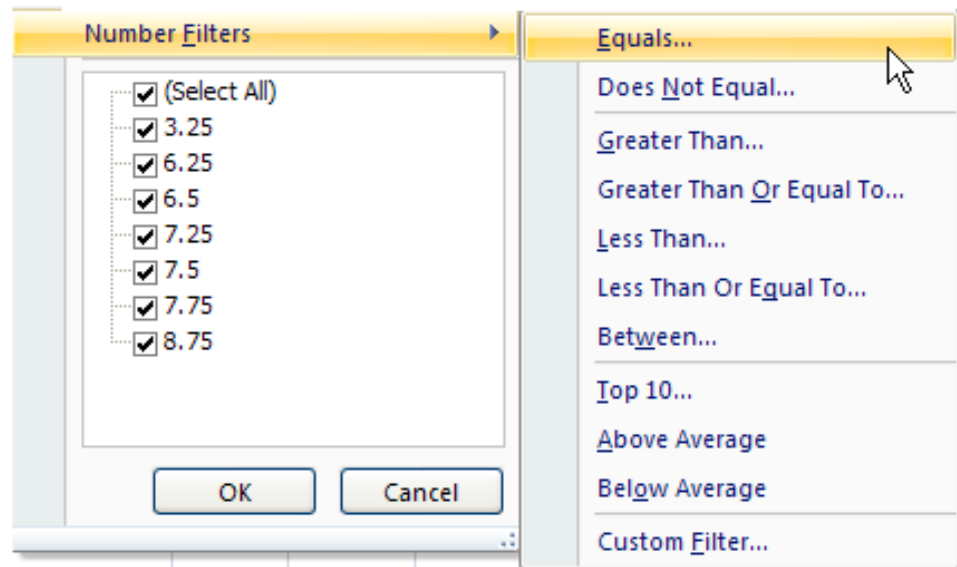 Number Filters
(Select All)
3.25
6.25
6.5
7.25
7.5
7.75
8.75
OK
Cancel
Equals...
Does Not Equal...
Greater Than...
Greater Than Or Equal To...
Less Than...
Less Than Or Equal To...
Between...
Top 10...
Above Average
Below Average
Custom Filter...